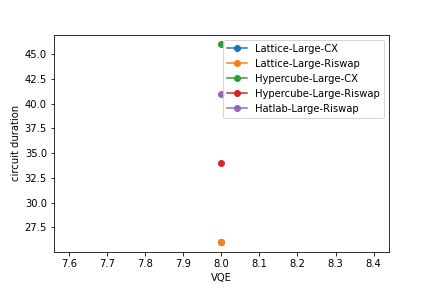 45.0
42.5
40.0
37.5
35.0
32.5
30.0
27.5
circuit duration
Lattice-Large-CX
Lattice-Large-Riswap
Hypercube-Large-CX
Hypercube-Large-Riswap
Hatlab-Large-Riswap
7.6 7.7 7.8 7.9 8.0 8.1 8.2 8.3 8.4
VQE